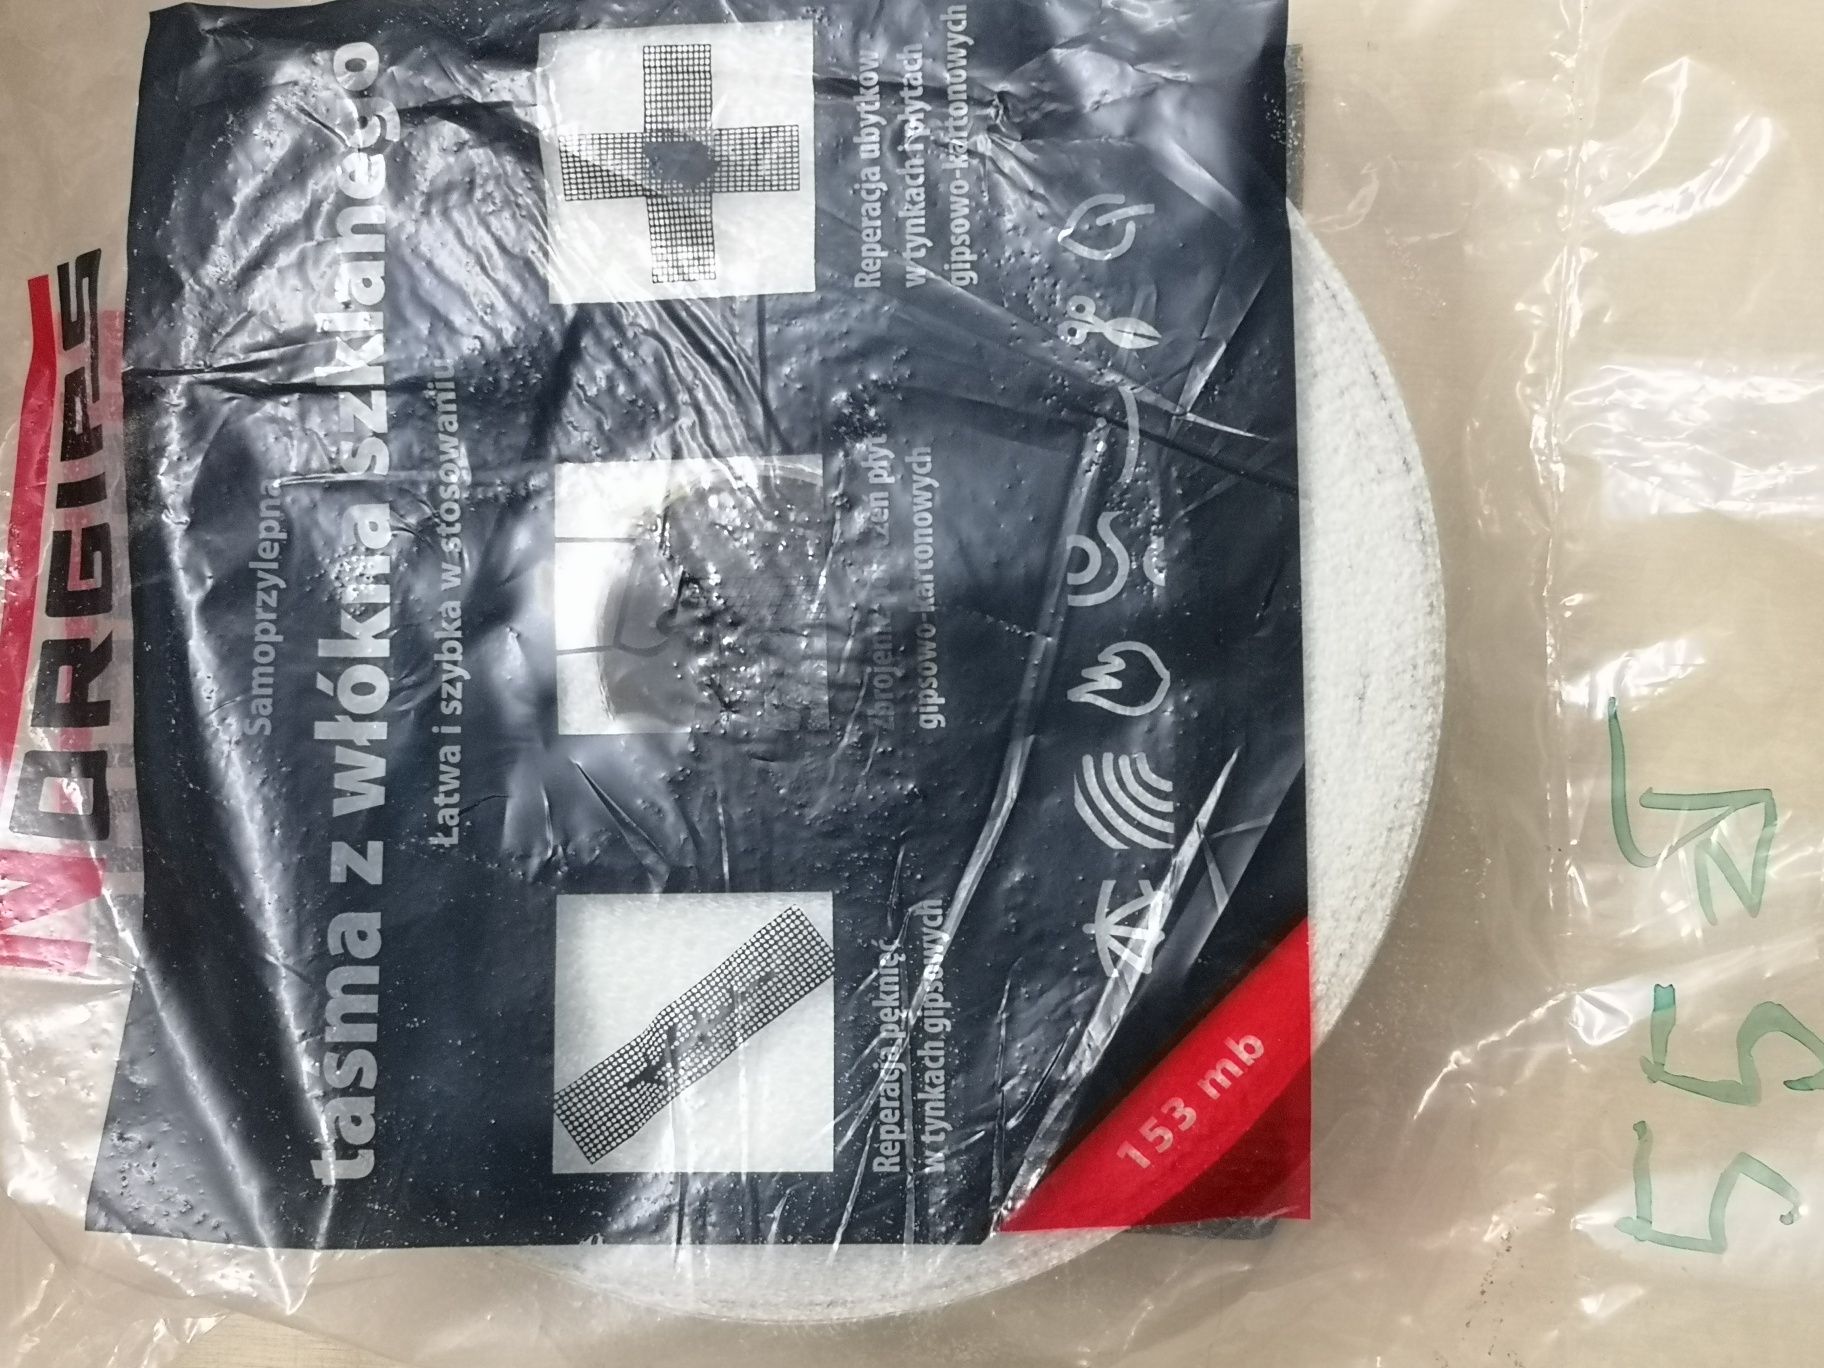 NORGIPS
Samoprzylepna
taśma z włókna szklanego
Łatwa i szybka w stosowaniu
Reperacja pęknięć
w tynkach gipsowych
płyt
gipsowo-kartonowych
Reperacja ubytków
w tynkach i płytach
gipsowo-kartonowych
153 mb
55